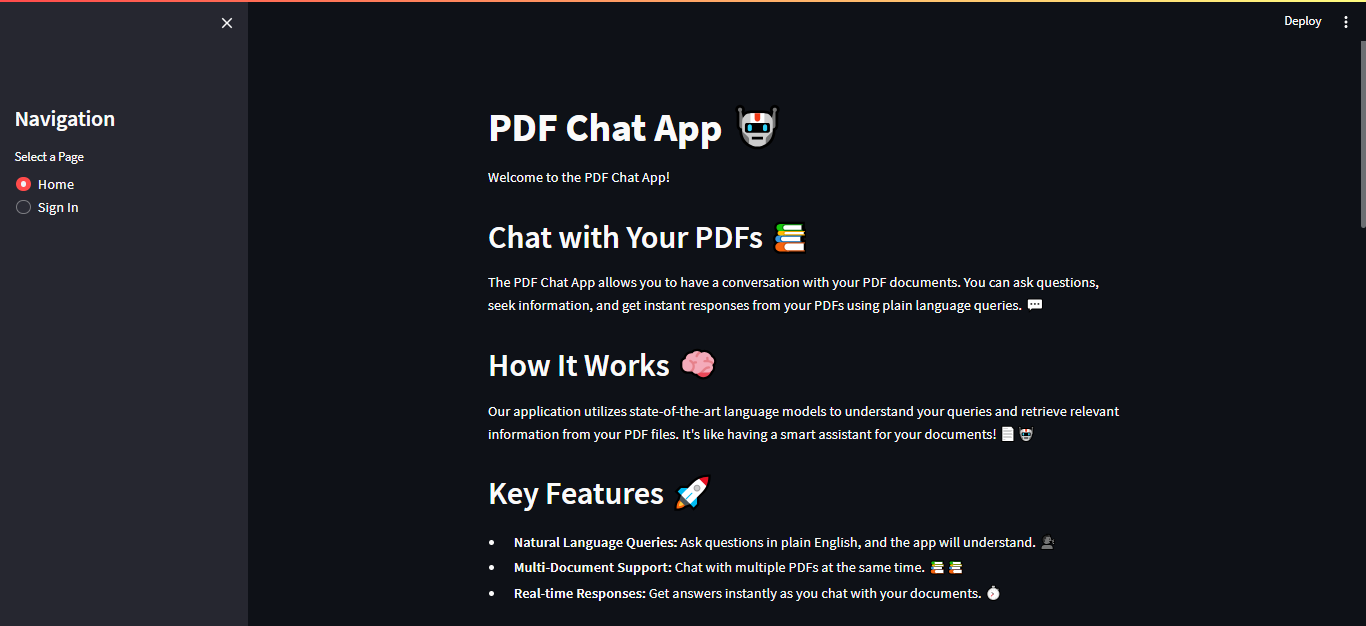 Deploy
Navigation
Select a Page
Home
Sign In
PDF Chat App 🤖
Welcome to the PDF Chat App!
Chat with Your PDFs 📚
The PDF Chat App allows you to have a conversation with your PDF documents. You can ask questions,
seek information, and get instant responses from your PDFs using plain language queries. 💬
How It Works 🧠
Our application utilizes state-of-the-art language models to understand your queries and retrieve relevant
information from your PDF files. It's like having a smart assistant for your documents! 📄🤖
Key Features 🚀
• Natural Language Queries: Ask questions in plain English, and the app will understand. 🗣️
• Multi-Document Support: Chat with multiple PDFs at the same time. 📚📚
• Real-time Responses: Get answers instantly as you chat with your documents. ⏱️